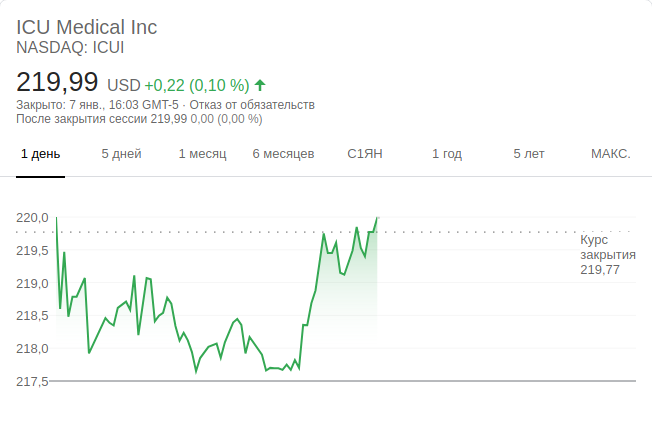 ICU Medical Inc
NASDAQ: ICUI
219,99 USD +0,22 (0,10 %)
Закрыто: 7 янв., 16:03 GMT-5 · Отказ от обязательств
После закрытия сессии 219,99 0,00 (0,00 %)
1 день 5 дней 1 месяц 6 месяцев С1ЯН 1 год 5 лет МАКС.
220,0
219,5
219,0
218,5
218,0
217,5
Курс
закрытия
219,77